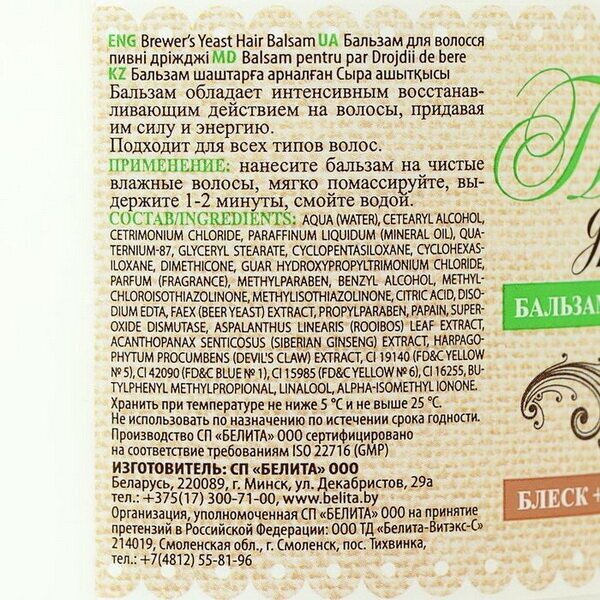 ENG Brewer's Yeast Hair Balsam UA Бальзам для волосся
пивні дріжджі MD Balsam pentru par Drojdii de bere
KZ Бальзам шаштарға арналған Сыра ашытқысы
Бальзам обладает интенсивным восстанав-
ливающим действием на волосы, придавая
им силу и энергию.
Подходит для всех типов волос.
ПРИМЕНЕНИЕ: нанесите бальзам на чистые
влажные волосы, мягко помассируйте, вы-
держите 1-2 минуты, смойте водой.
СОСТАВ/INGREDIENTS: AQUA (WATER), CETEARYL ALCOHOL,
CETRIMONIUM CHLORIDE, PARAFFINUM LIQUIDUM (MINERAL OIL), QUA-
TERNIUM-87, GLYCERYL STEARATE, CYCLOPENTASILOXANE, CYCLOHEXAS-
ILOXANE, DIMETHICONE, GUAR HYDROXYPROPYLTRIMONIUM CHLORIDE,
PARFUM (FRAGRANCE), METHYLPARABEN, BENZYL ALCOHOL, METHYL-
CHLOROISOTHIAZOLINONE, METHYLISOTHIAZOLINONE, CITRIC ACID, DISO-
DIUM EDTA, FAEX (BEER YEAST) EXTRACT, PROPYLPARABEN, PAPAIN, SUPER-
OXIDE DISMUTASE, ASPALANTHUS LINEARIS (ROOIBOS) LEAF EXTRACT,
ACANTHOPANAX SENTICOSUS (SIBERIAN GINSENG) EXTRACT, HARPAGO-
PHYTUM PROCUMBENS (DEVIL'S CLAW) EXTRACT, CI 19140 (FD&C YELLOW
№ 5), CI 42090 (FD&C BLUE № 1), CI 15985 (FD&C YELLOW № 6), CI 16255, BU-
TYLPHENYL METHYLPROPIONAL, LINALOOL, ALPHA-ISOMETHYL IONONE.
Хранить при температуре не ниже 5 °С и не выше 25 °С.
Не использовать по назначению по истечении срока годности.
Производство СП «БЕЛИТА» ООО сертифицировано
на соответствие требованиям ISO 22716 (GMP)
ИЗГОТОВИТЕЛЬ: СП «БЕЛИТА» ООО
Беларусь, 220089, г. Минск, ул. Декабристов, 29а
тел.: +375(17) 300-71-00, www.belita.by
Организация, уполномоченная СП «БЕЛИТА» ООО на принятие
претензий в Российской Федерации: ООО ТД «Белита-Витэкс-С»
214019, Смоленская обл., г. Смоленск, пос. Тихвинка,
тел.: +7(4812) 55-81-96
БАЛЬЗАМ
БЛЕСК +